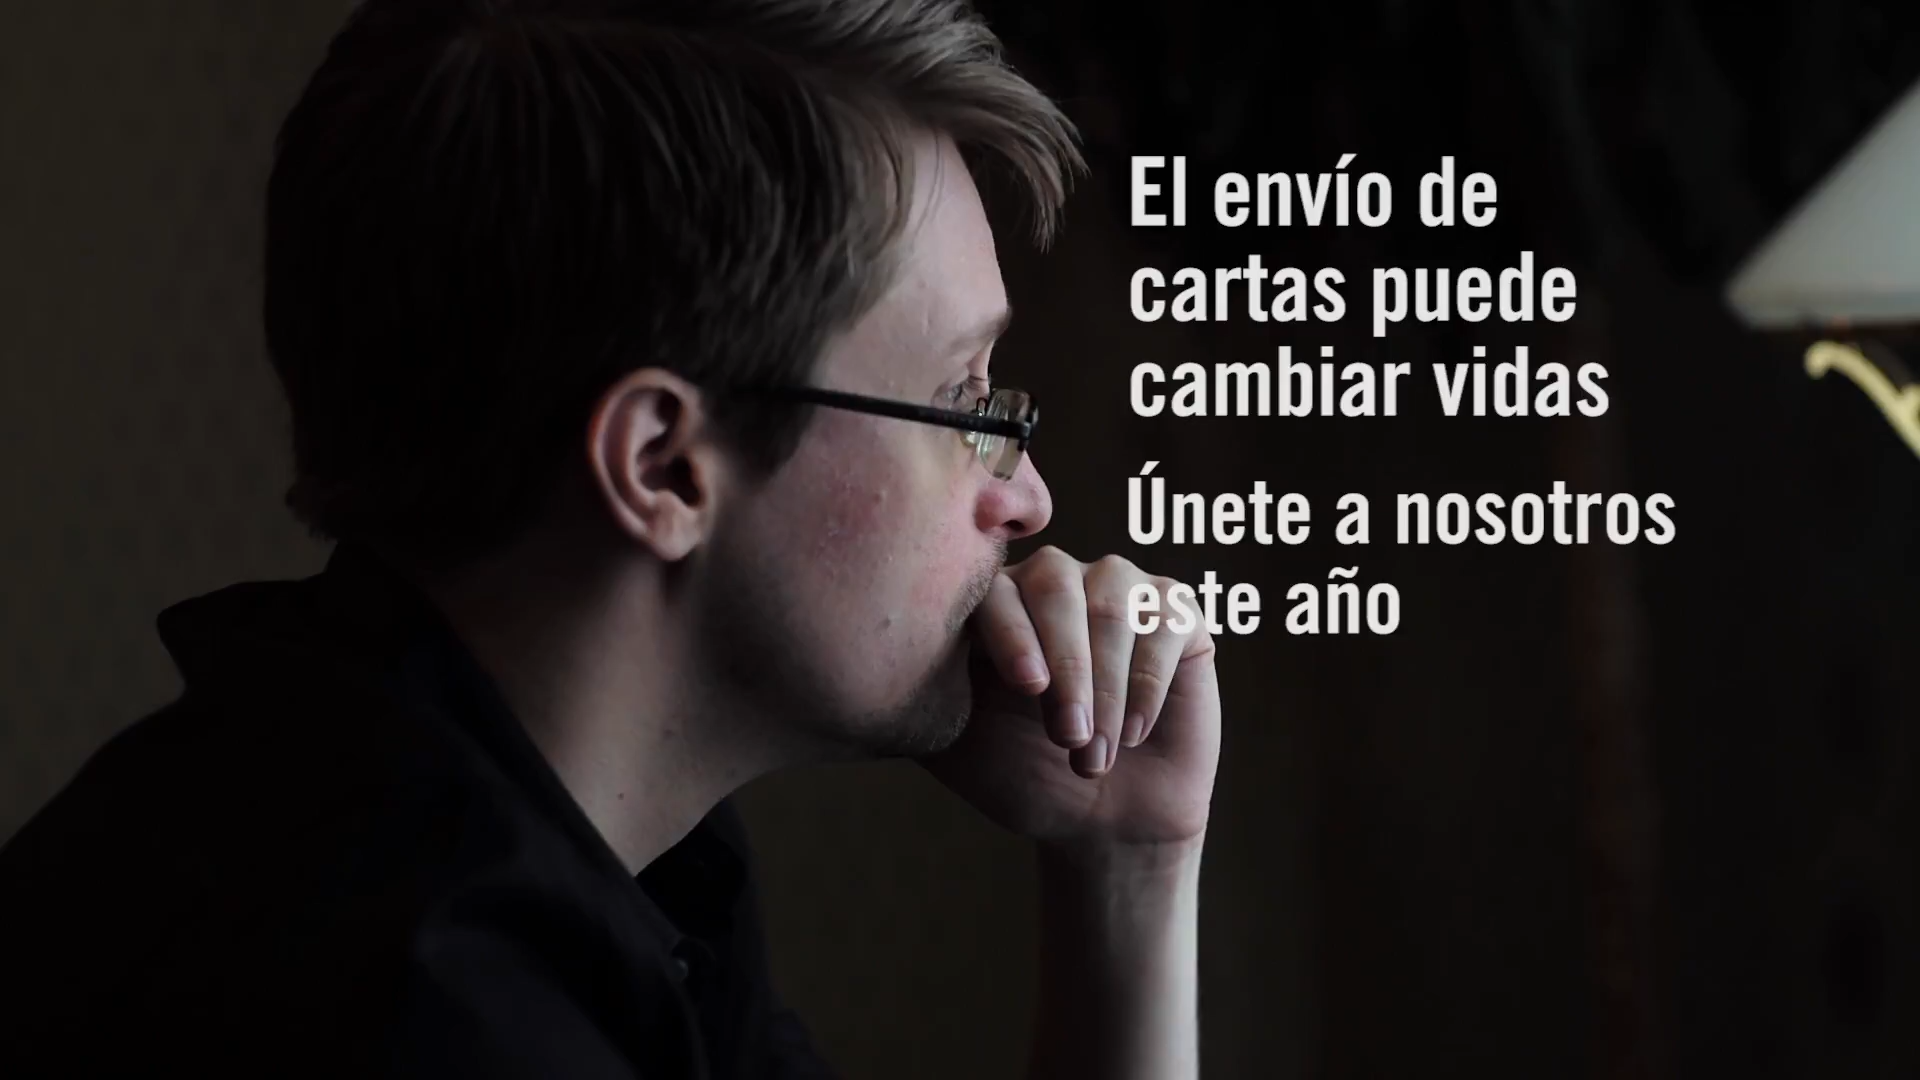 El envío de
cartas puede
cambiar vidas
Únete a nosotros
este año